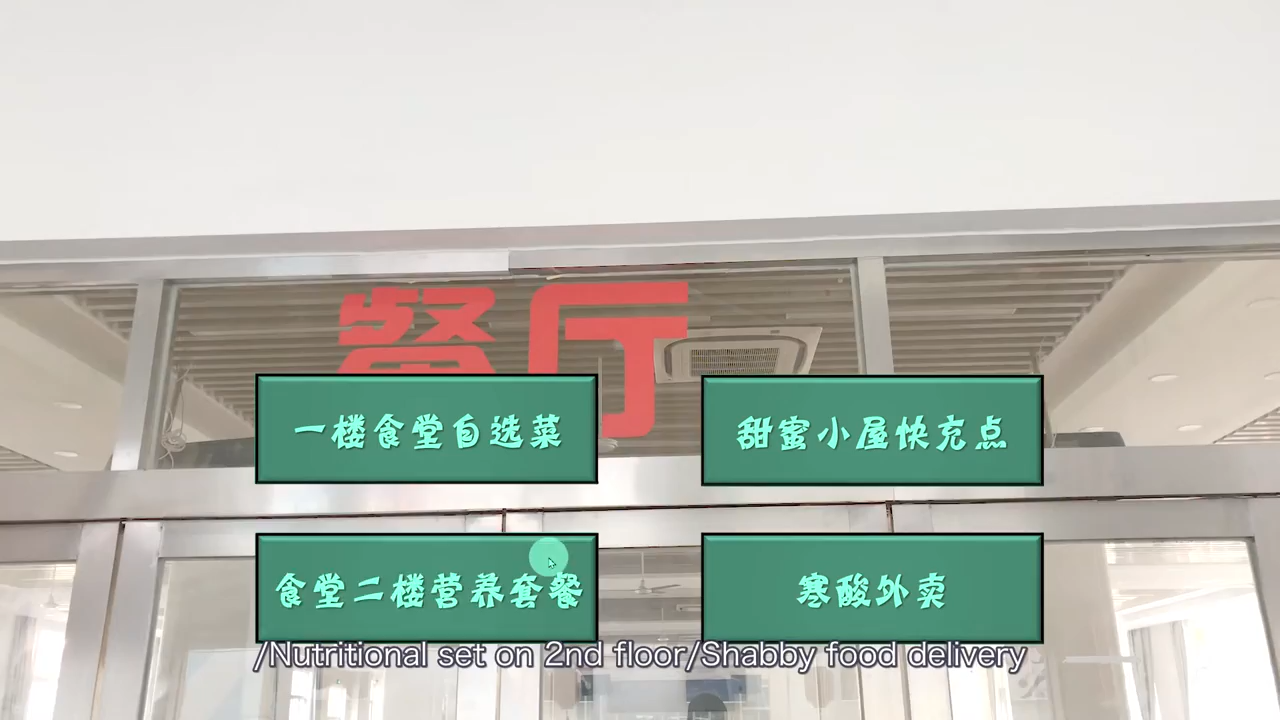 餐厅
一楼食堂自选菜
甜蜜小屋快充点
食堂二楼营养套餐
寒酸外卖
/Nutritional set on 2nd floor/Shabby food delivery